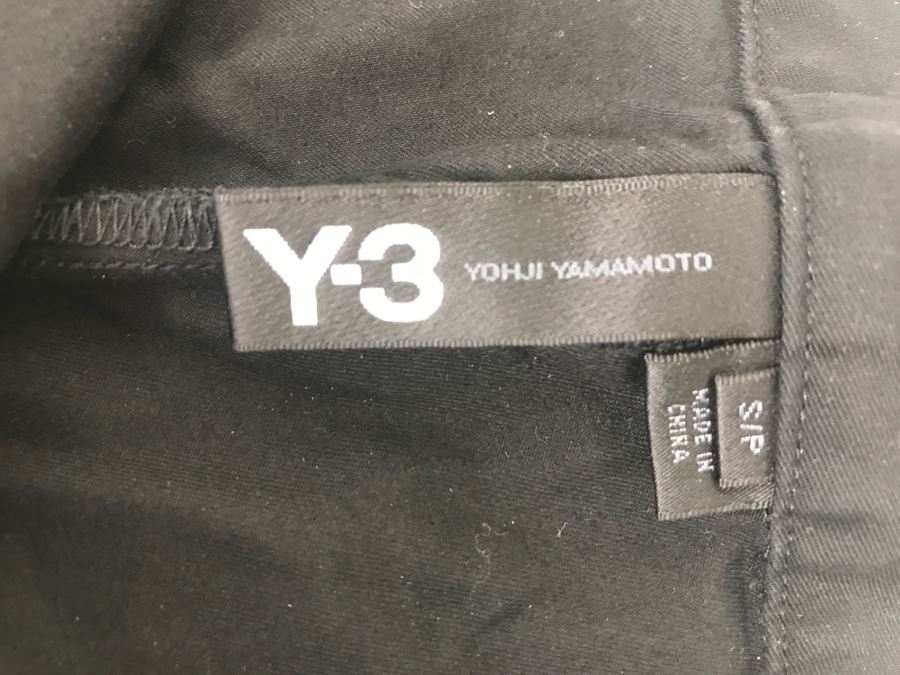 Y-3 YOHJI YAMAMOTO
S/P
MADE IN
CHINA